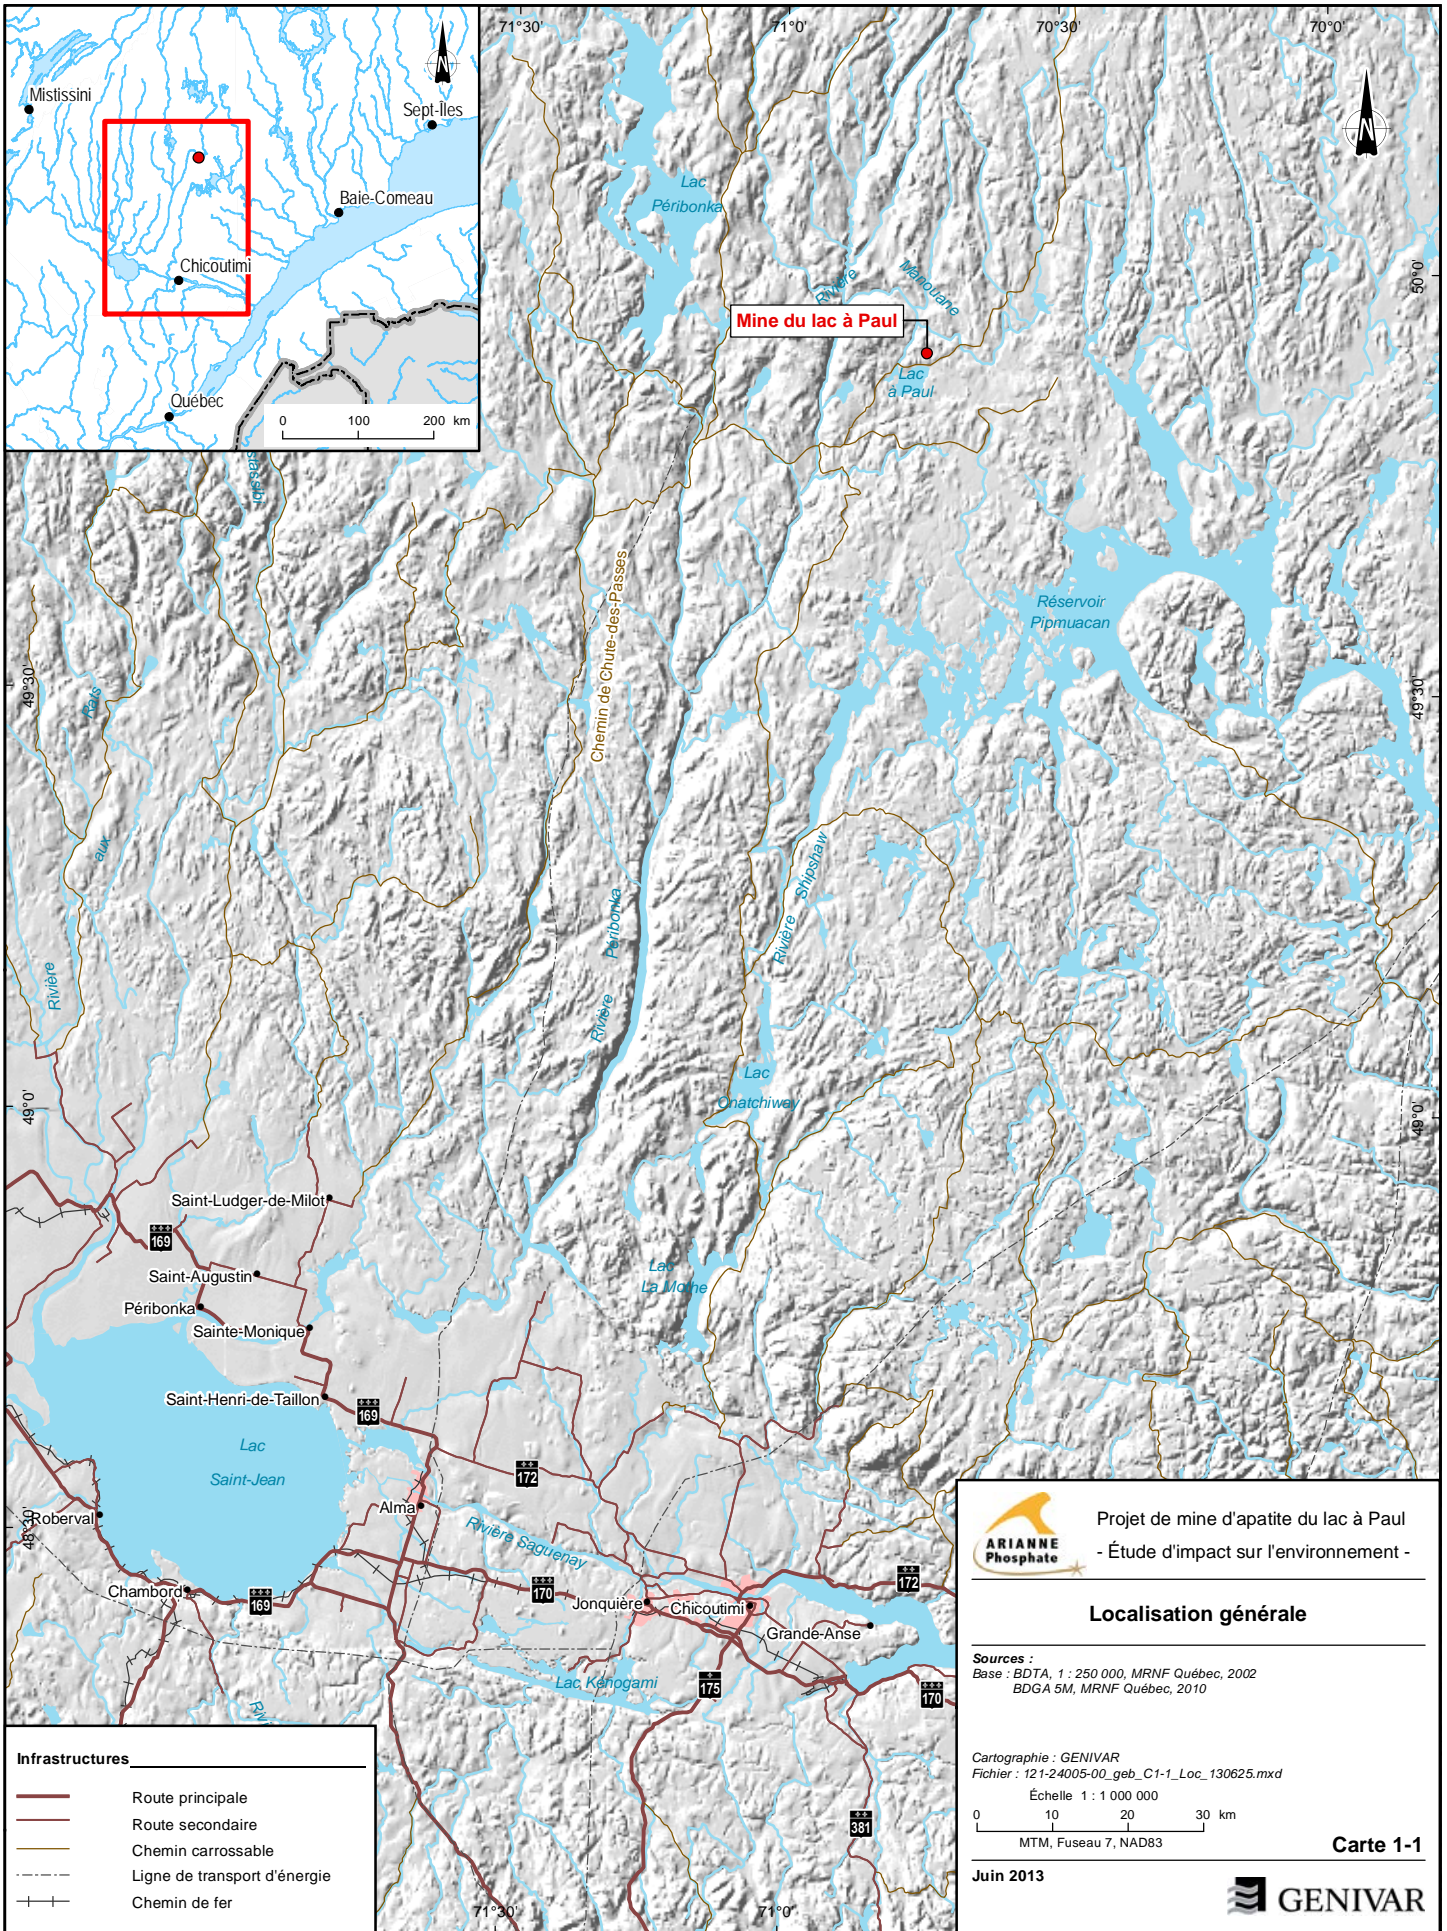 71°30'
71°0'
70°30'
70°0'
N
Mistissini
Sept-Îles
Baie-Comeau
Chicoutimi
Québec
0 100 200 km
N
Lac
Péribonka
Rivière
Manouane
50°0'
Mine du lac à Paul
Lac
à Paul
Chemin de Chute-des-Passes
Réservoir
Pipmuacan
49°30'
49°30'
Rats
aux
Rivière
Rivière Shipshaw
Péribonka
Rivière
Lac
Onatchiway
49°0'
49°0'
Saint-Ludger-de-Milot
169
Saint-Augustin
Péribonka
Sainte-Monique
Lac
La Mothe
Saint-Henri-de-Taillon
169
Lac
Saint-Jean
172
Alma
Roberval
48°30'
Rivière Saguenay
Chambord
169
170
Jonquière
Chicoutimi
172
Grande-Anse
Lac Kénogami
175
170
381
71°30'
71°0'
Infrastructures
Route principale
Route secondaire
Chemin carrossable
Ligne de transport d'énergie
Chemin de fer
ARIANNE
Phosphate
Projet de mine d'apatite du lac à Paul
- Étude d'impact sur l'environnement -
Localisation générale
Sources :
Base : BDTA, 1 : 250 000, MRNF Québec, 2002
BDGA 5M, MRNF Québec, 2010
Cartographie : GENIVAR
Fichier : 121-24005-00_geb_C1-1_Loc_130625.mxd
Échelle 1 : 1 000 000
0 10 20 30 km
MTM, Fuseau 7, NAD83
Carte 1-1
Juin 2013
GENIVAR